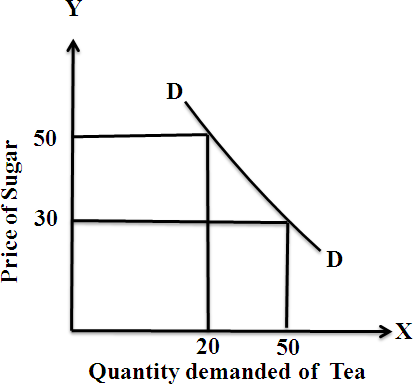 Y
D
50
Price of Sugar
30
D
X
20 50
Quantity demanded of Tea